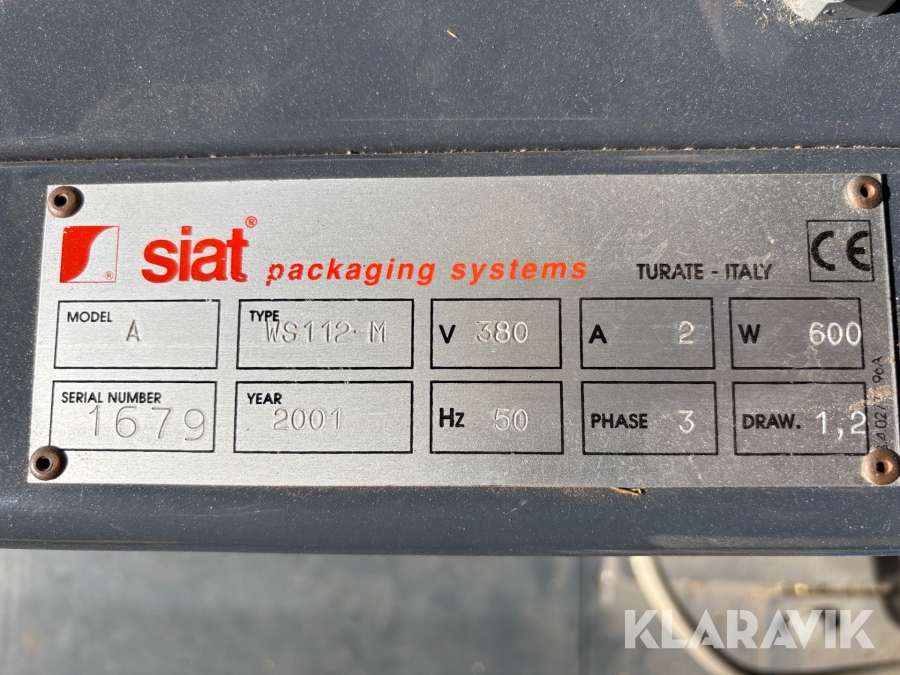 siat® packaging systems TURATE - ITALY CE
®
MODEL A TYPE WS112-M V 380 A 2 W 600
SERIAL NUMBER 1679 YEAR 2001 Hz 50 PHASE 3 DRAW. 1,2
KLARAVIK